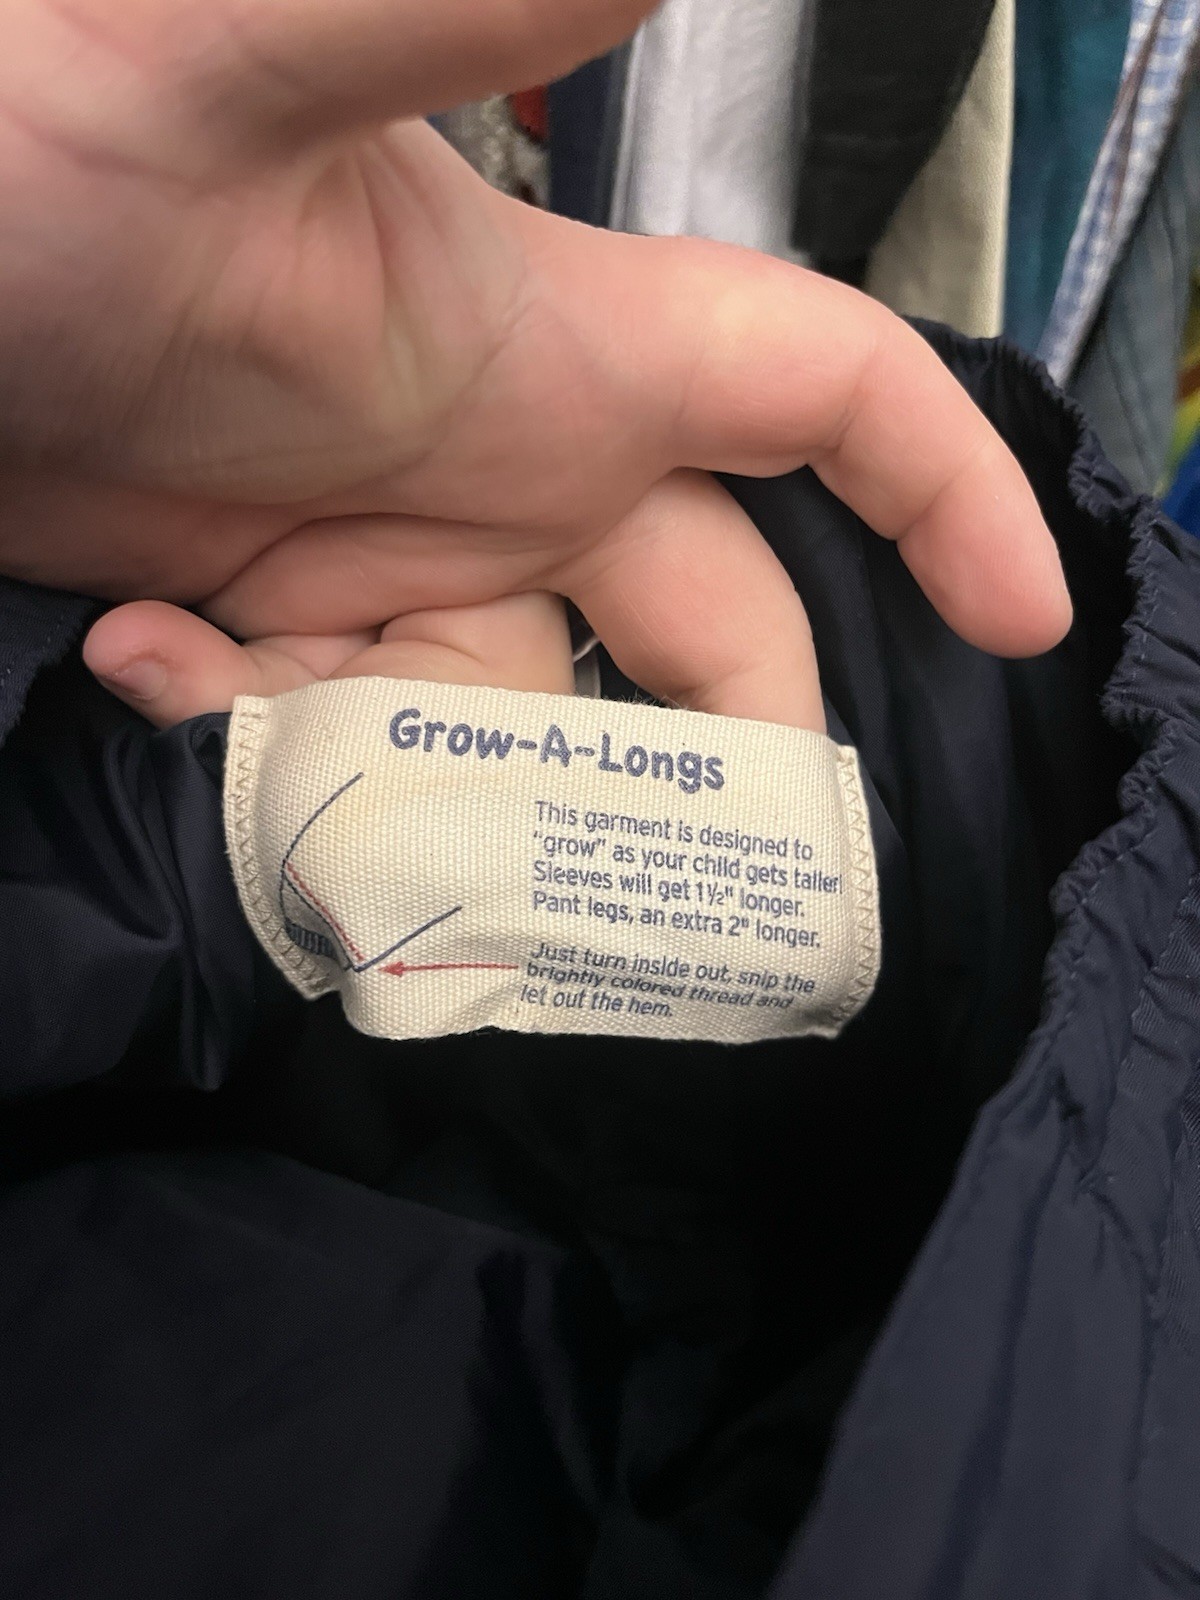 Grow-A-Longs
This garment is designed to
"grow" as your child gets taller!
Sleeves will get 1½" longer.
Pant legs, an extra 2" longer.
Just turn inside out, snip the
brightly colored thread and
let out the hem.